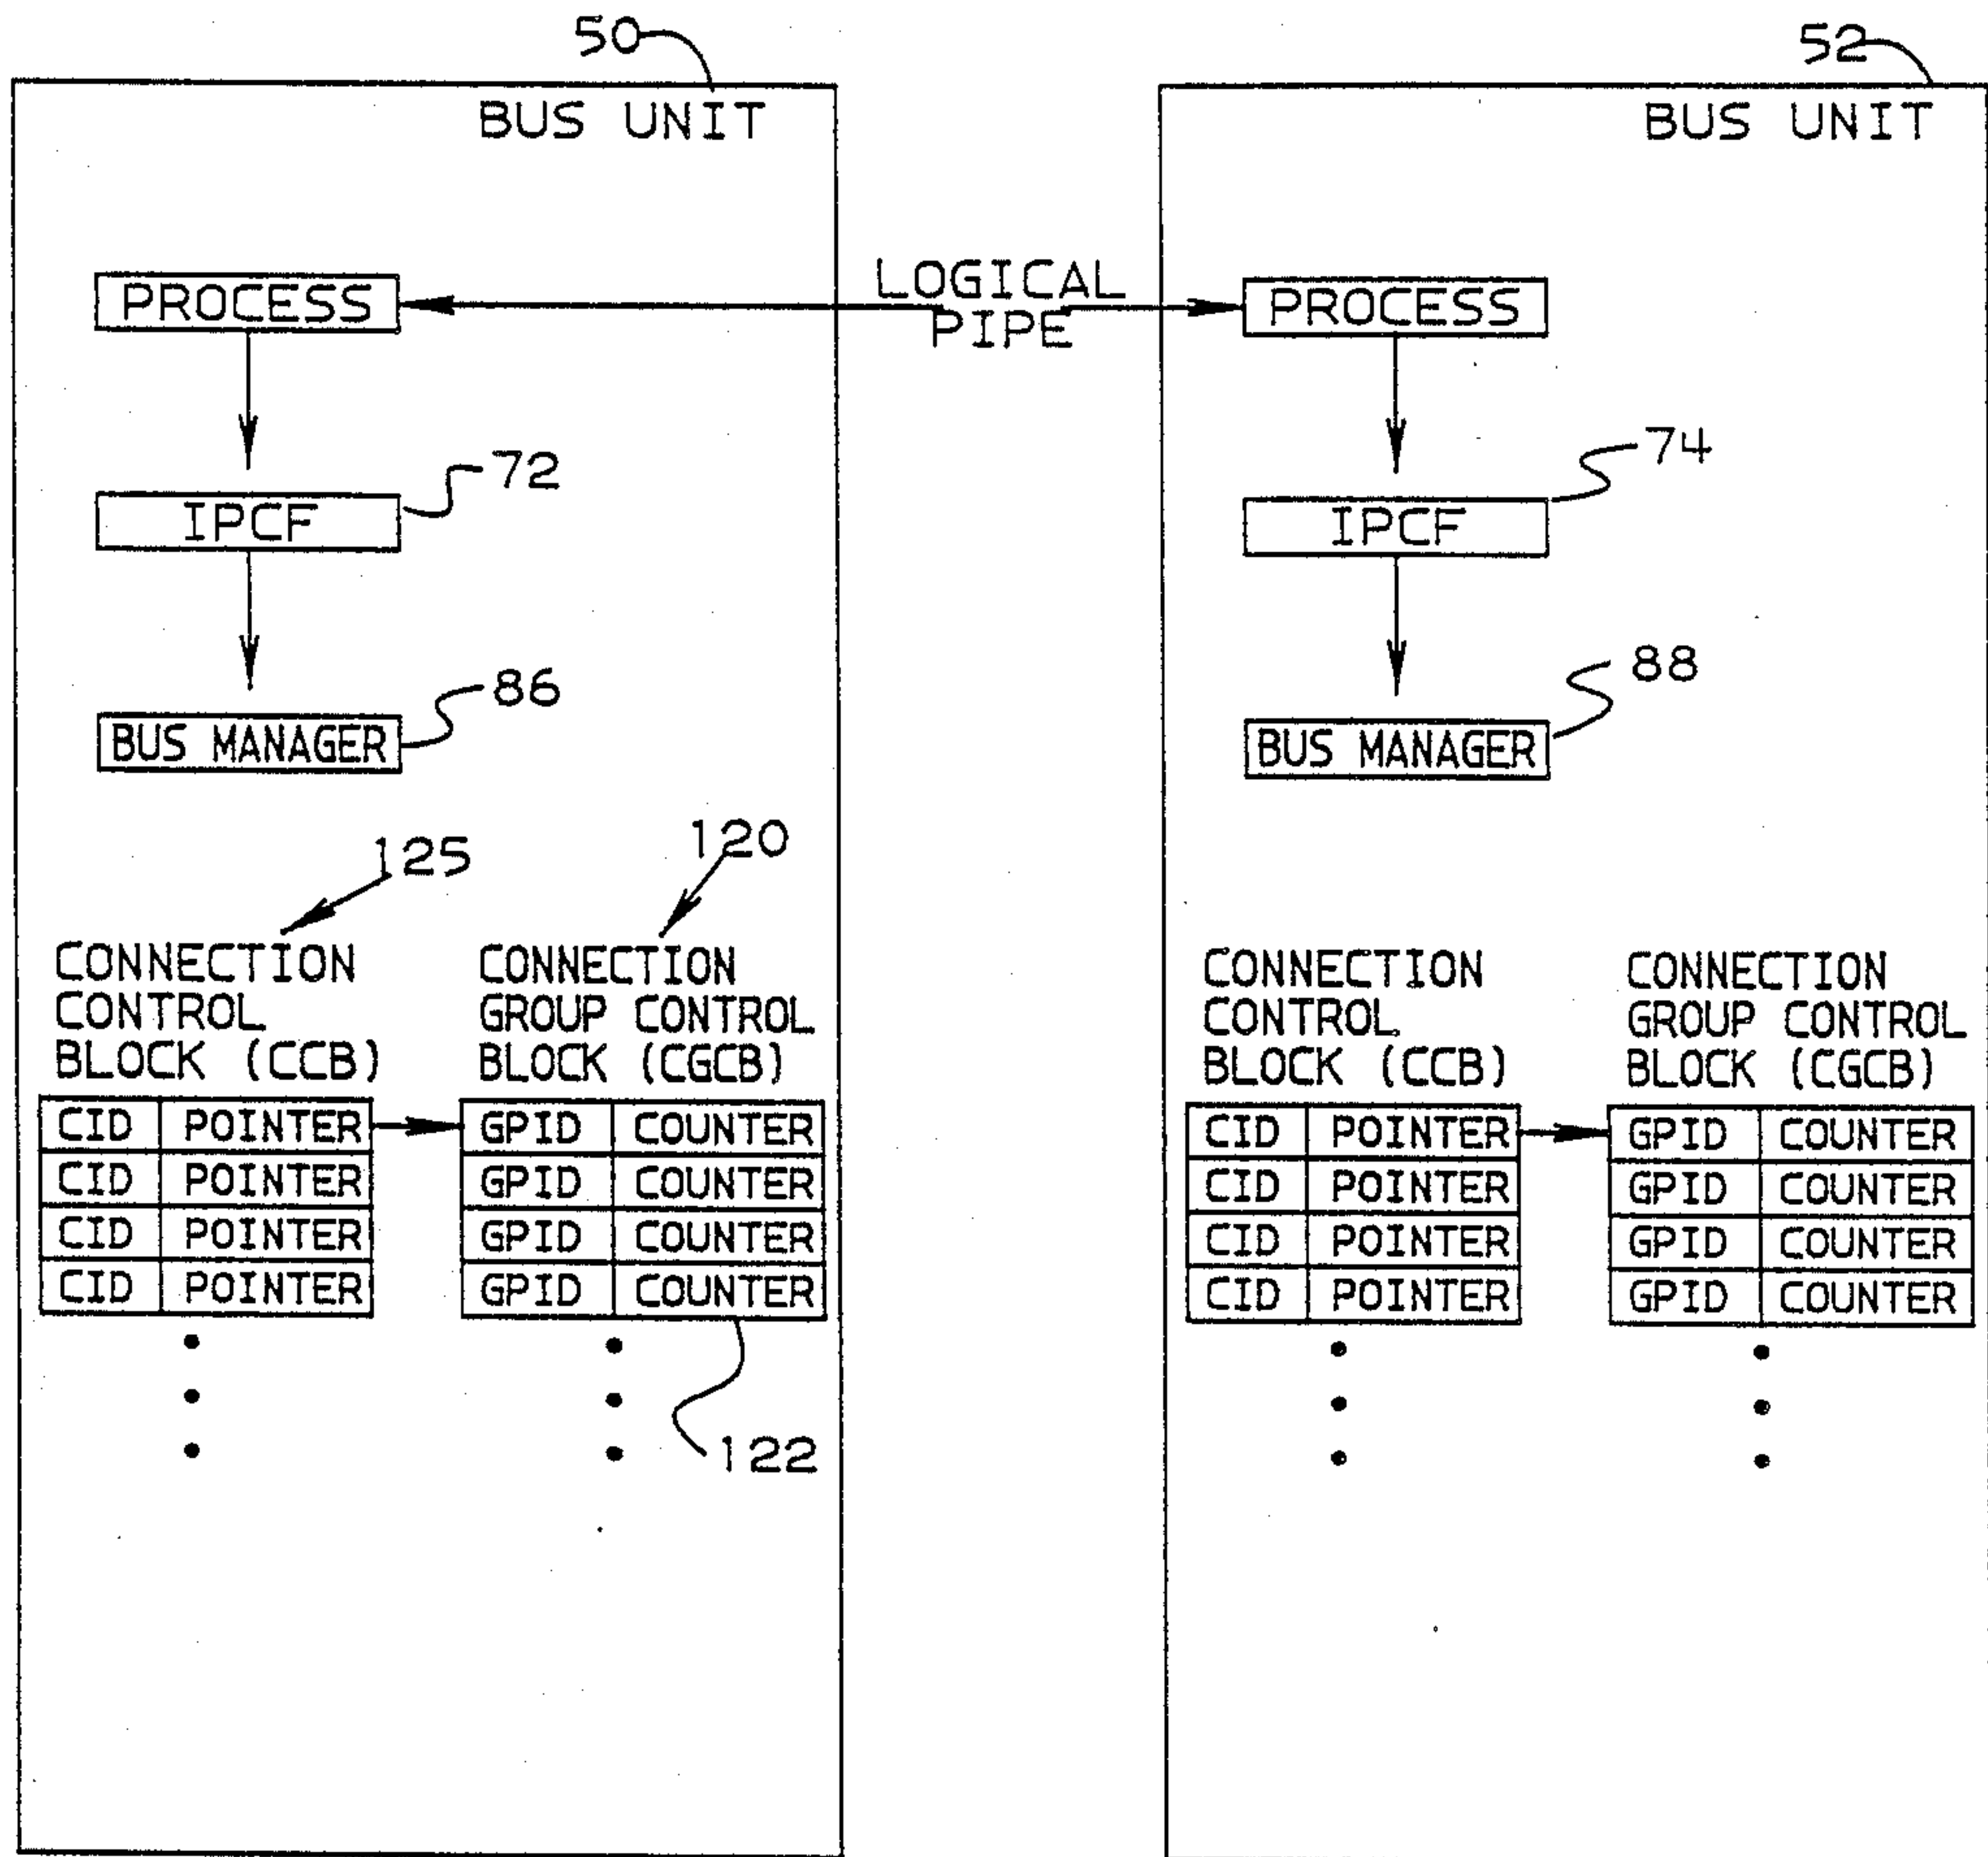 50
52
BUS UNIT
BUS UNIT
PROCESS
LOGICAL
PIPE
PROCESS
72
74
IPCF
IPCF
86
88
BUS MANAGER
BUS MANAGER
125
120
CONNECTION
CONTROL
BLOCK (CCB)
CONNECTION
GROUP CONTROL
BLOCK (CGCB)
CONNECTION
CONTROL
BLOCK (CCB)
CONNECTION
GROUP CONTROL
BLOCK (CGCB)
CID POINTER GPID COUNTER
CID POINTER GPID COUNTER
CID POINTER GPID COUNTER
CID POINTER GPID COUNTER
CID POINTER GPID COUNTER
CID POINTER GPID COUNTER
CID POINTER GPID COUNTER
CID POINTER GPID COUNTER
122